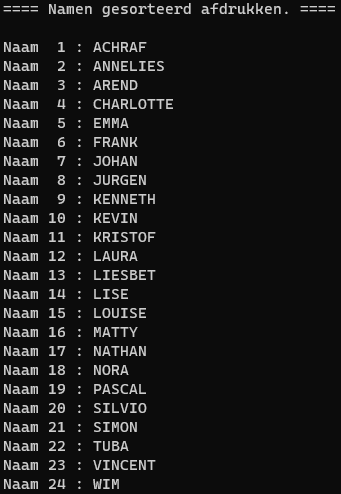 ==== Namen gesorteerd afdrukken. ====
Naam  1 : ACHRAF
Naam  2 : ANNELIES
Naam  3 : AREND
Naam  4 : CHARLOTTE
Naam  5 : EMMA
Naam  6 : FRANK
Naam  7 : JOHAN
Naam  8 : JURGEN
Naam  9 : KENNETH
Naam 10 : KEVIN
Naam 11 : KRISTOF
Naam 12 : LAURA
Naam 13 : LIESBET
Naam 14 : LISE
Naam 15 : LOUISE
Naam 16 : MATTY
Naam 17 : NATHAN
Naam 18 : NORA
Naam 19 : PASCAL
Naam 20 : SILVIO
Naam 21 : SIMON
Naam 22 : TUBA
Naam 23 : VINCENT
Naam 24 : WIM